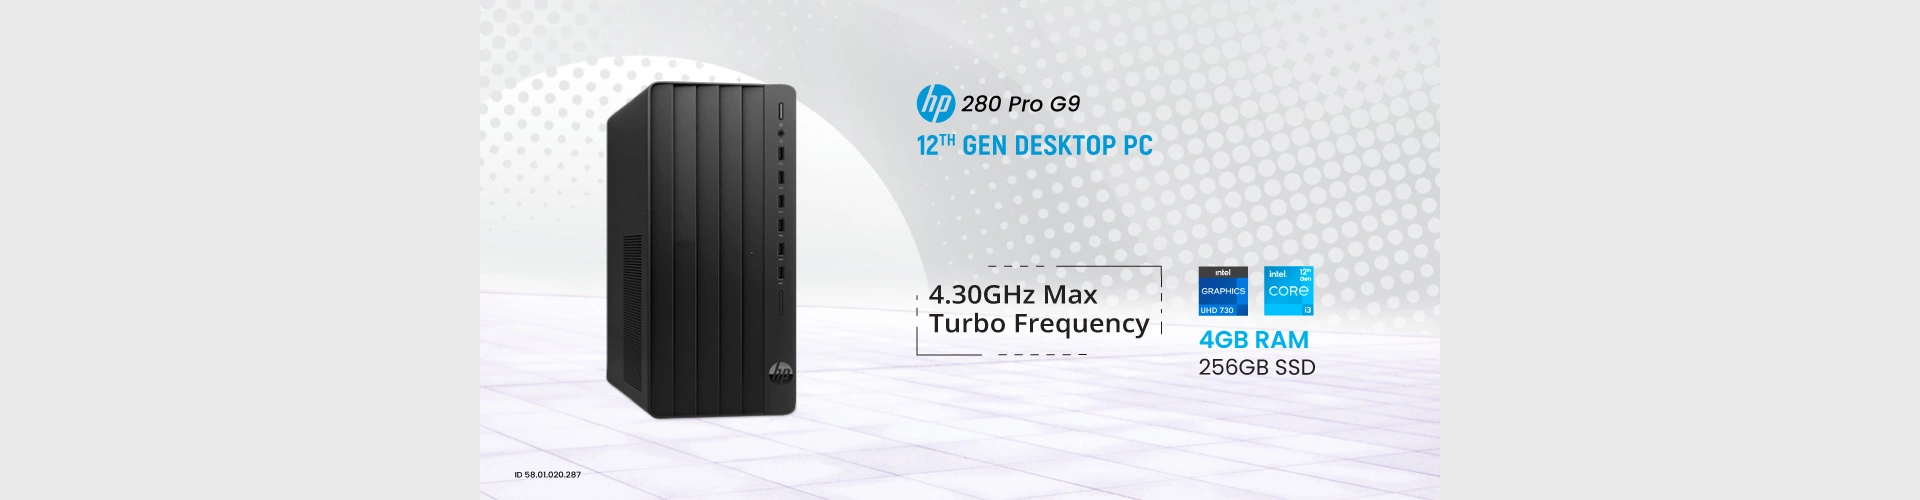 hp 280 Pro G9
12TH GEN DESKTOP PC
4.30GHz Max
Turbo Frequency
intel
GRAPHICS
UHD 730
intel 12th Gen
CORE
i3
4GB RAM
256GB SSD
hp
ID 58.01.020.287